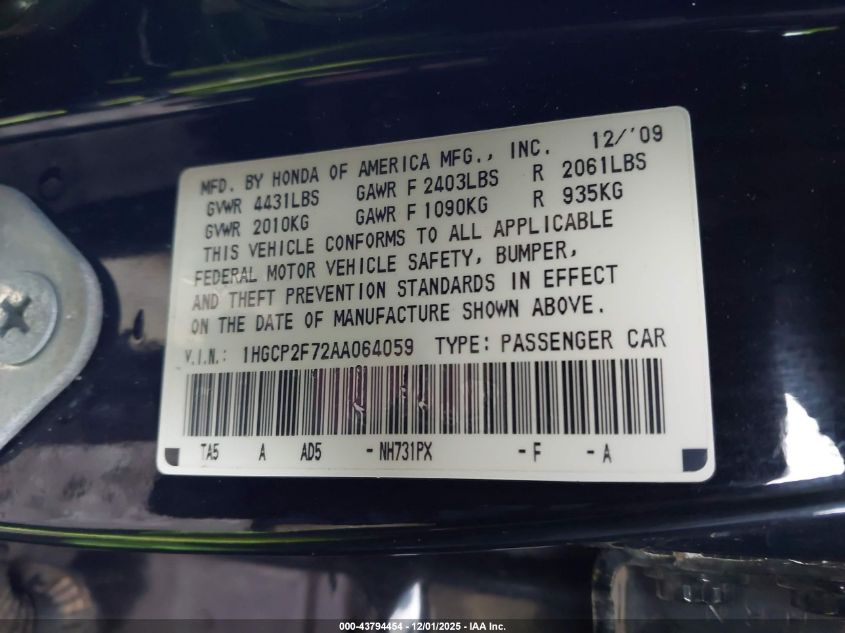 MFD. BY HONDA OF AMERICA MFG., INC. 12/'09
GVWR 4431LBS GAWR F 2403LBS R 2061LBS
GVWR 2010KG GAWR F 1090KG R 935KG
THIS VEHICLE CONFORMS TO ALL APPLICABLE
FEDERAL MOTOR VEHICLE SAFETY, BUMPER,
AND THEFT PREVENTION STANDARDS IN EFFECT
ON THE DATE OF MANUFACTURE SHOWN ABOVE.
V.I.N.: 1HGCP2F72AA064059 TYPE: PASSENGER CAR
TA5 A AD5 -NH731PX -F -A
000-43794454 - 12/01/2025 - IAA Inc.